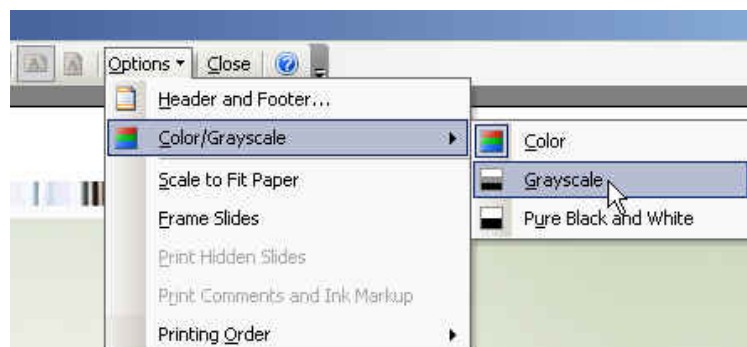 Options Close
Header and Footer...
Color/Grayscale
Color
Scale to Fit Paper
Grayscale
Frame Slides
Pure Black and White
Print Hidden Slides
Print Comments and Ink Markup
Printing Order